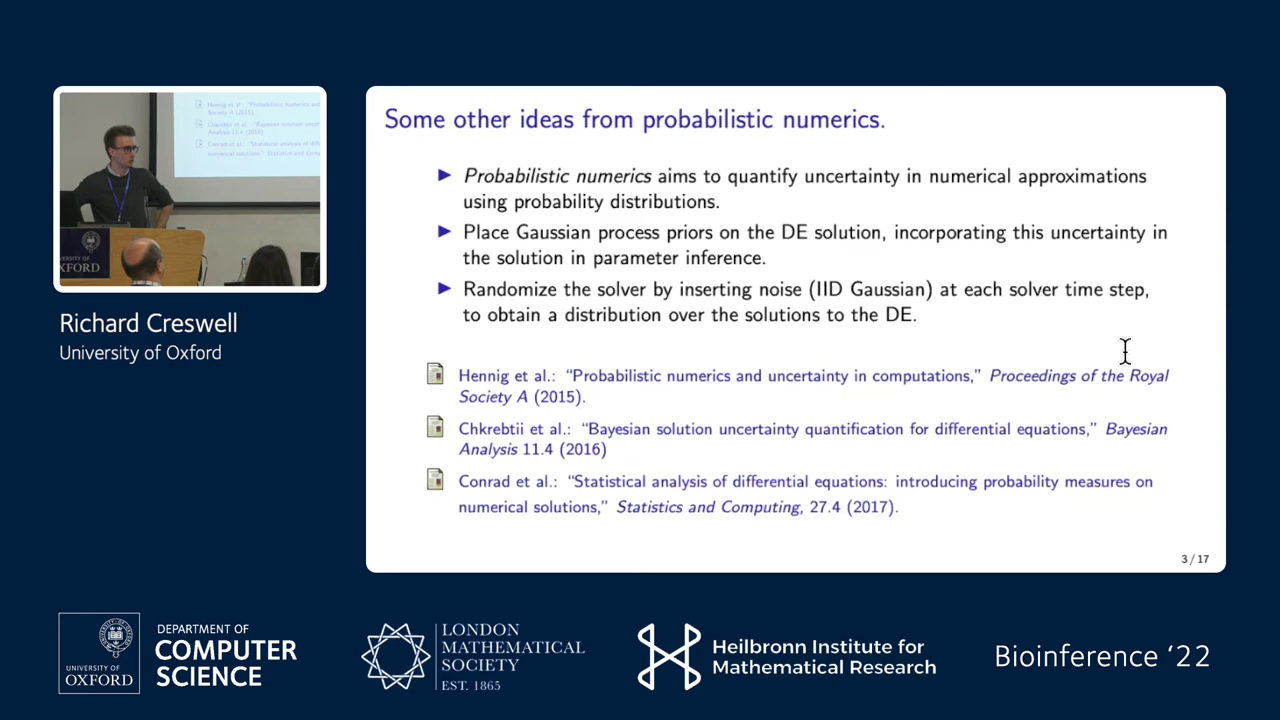 Some other ideas from probabilistic numerics.
▶ Probabilistic numerics aims to quantify uncertainty in numerical approximations
using probability distributions.
▶ Place Gaussian process priors on the DE solution, incorporating this uncertainty in
the solution in parameter inference.
▶ Randomize the solver by inserting noise (IID Gaussian) at each solver time step,
to obtain a distribution over the solutions to the DE.
Hennig et al.: “Probabilistic numerics and uncertainty in computations,” Proceedings of the Royal
Society A (2015).
Chkrebtii et al.: “Bayesian solution uncertainty quantification for differential equations,” Bayesian
Analysis 11.4 (2016)
Conrad et al.: “Statistical analysis of differential equations: introducing probability measures on
numerical solutions,” Statistics and Computing, 27.4 (2017).
3 / 17
Richard Creswell
University of Oxford
UNIVERSITY OF
OXFORD
DEPARTMENT OF
COMPUTER
SCIENCE
LONDON
MATHEMATICAL
SOCIETY
EST. 1865
Heilbronn Institute for
Mathematical Research
Bioinference ‘22